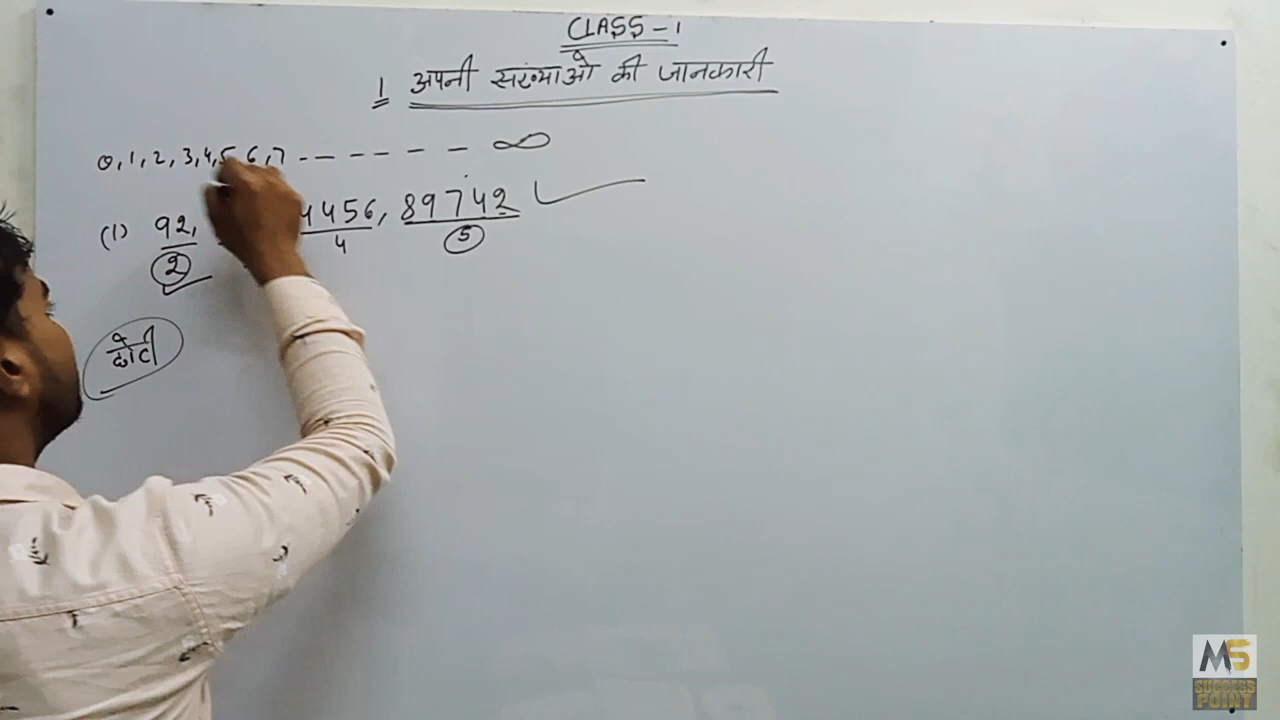 CLASS-1
1 अपनी सख्याओ की जानकारी
0, 1, 2, 3, 4, 5, 6, 7 ------ ∞
(1) 92, 4456, 89742
2 4 5
छोटी
MS
SUCCESS
POINT